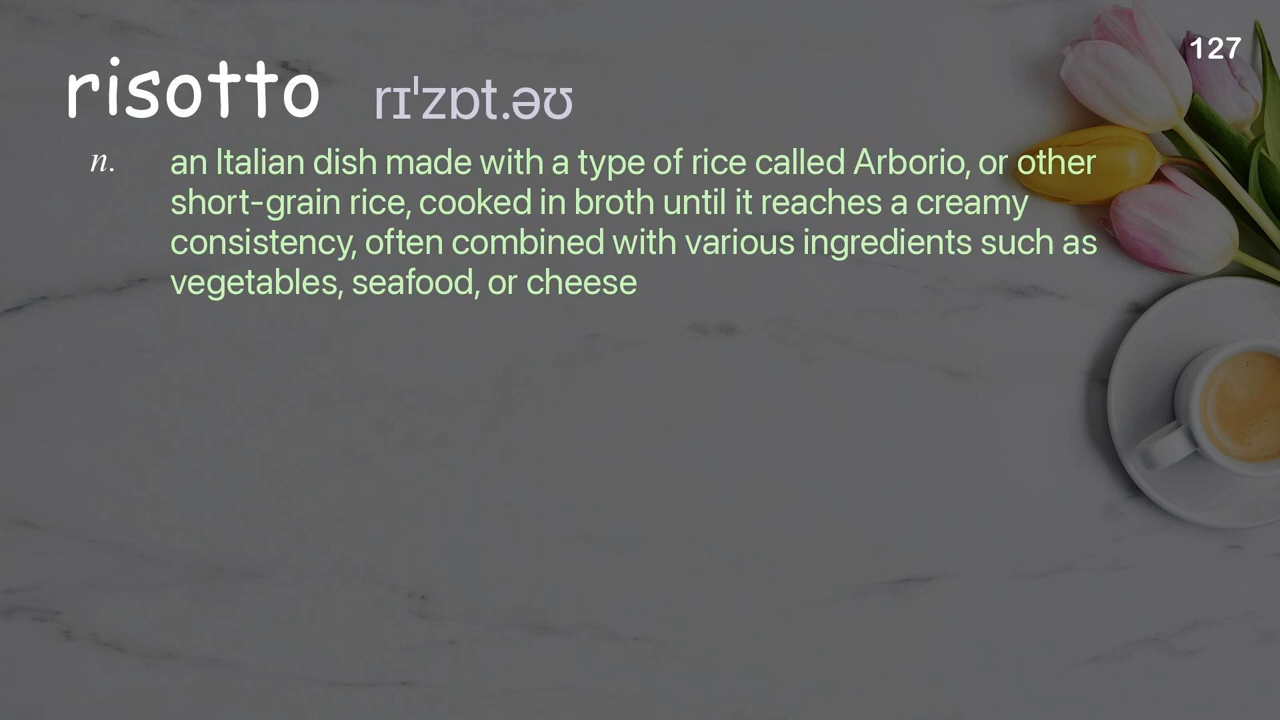 127
risotto rɪˈzɒt.əʊ
n. an Italian dish made with a type of rice called Arborio, or other
short-grain rice, cooked in broth until it reaches a creamy
consistency, often combined with various ingredients such as
vegetables, seafood, or cheese